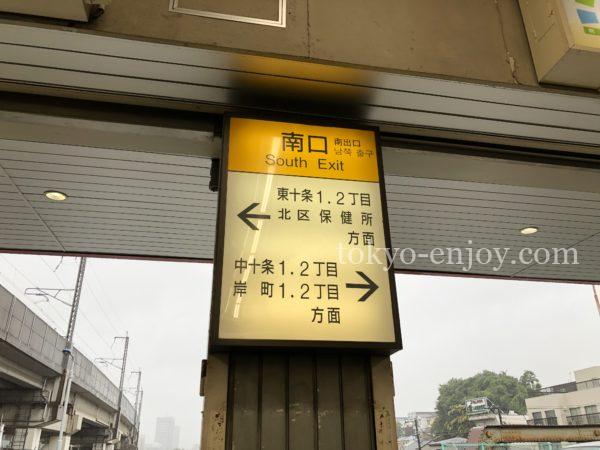 南口 南出口
남쪽 출구
South Exit
東十条1.2丁目
北区保健所
方面
tokyo-enjoy.com
中十条1.2丁目
岸町1.2丁目
方面